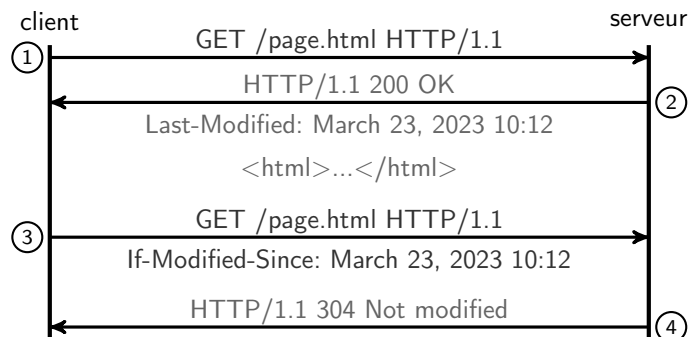 client
serveur
GET /page.html HTTP/1.1
1
HTTP/1.1 200 OK
2
Last-Modified: March 23, 2023 10:12
<html>...</html>
GET /page.html HTTP/1.1
3
If-Modified-Since: March 23, 2023 10:12
HTTP/1.1 304 Not modified
4